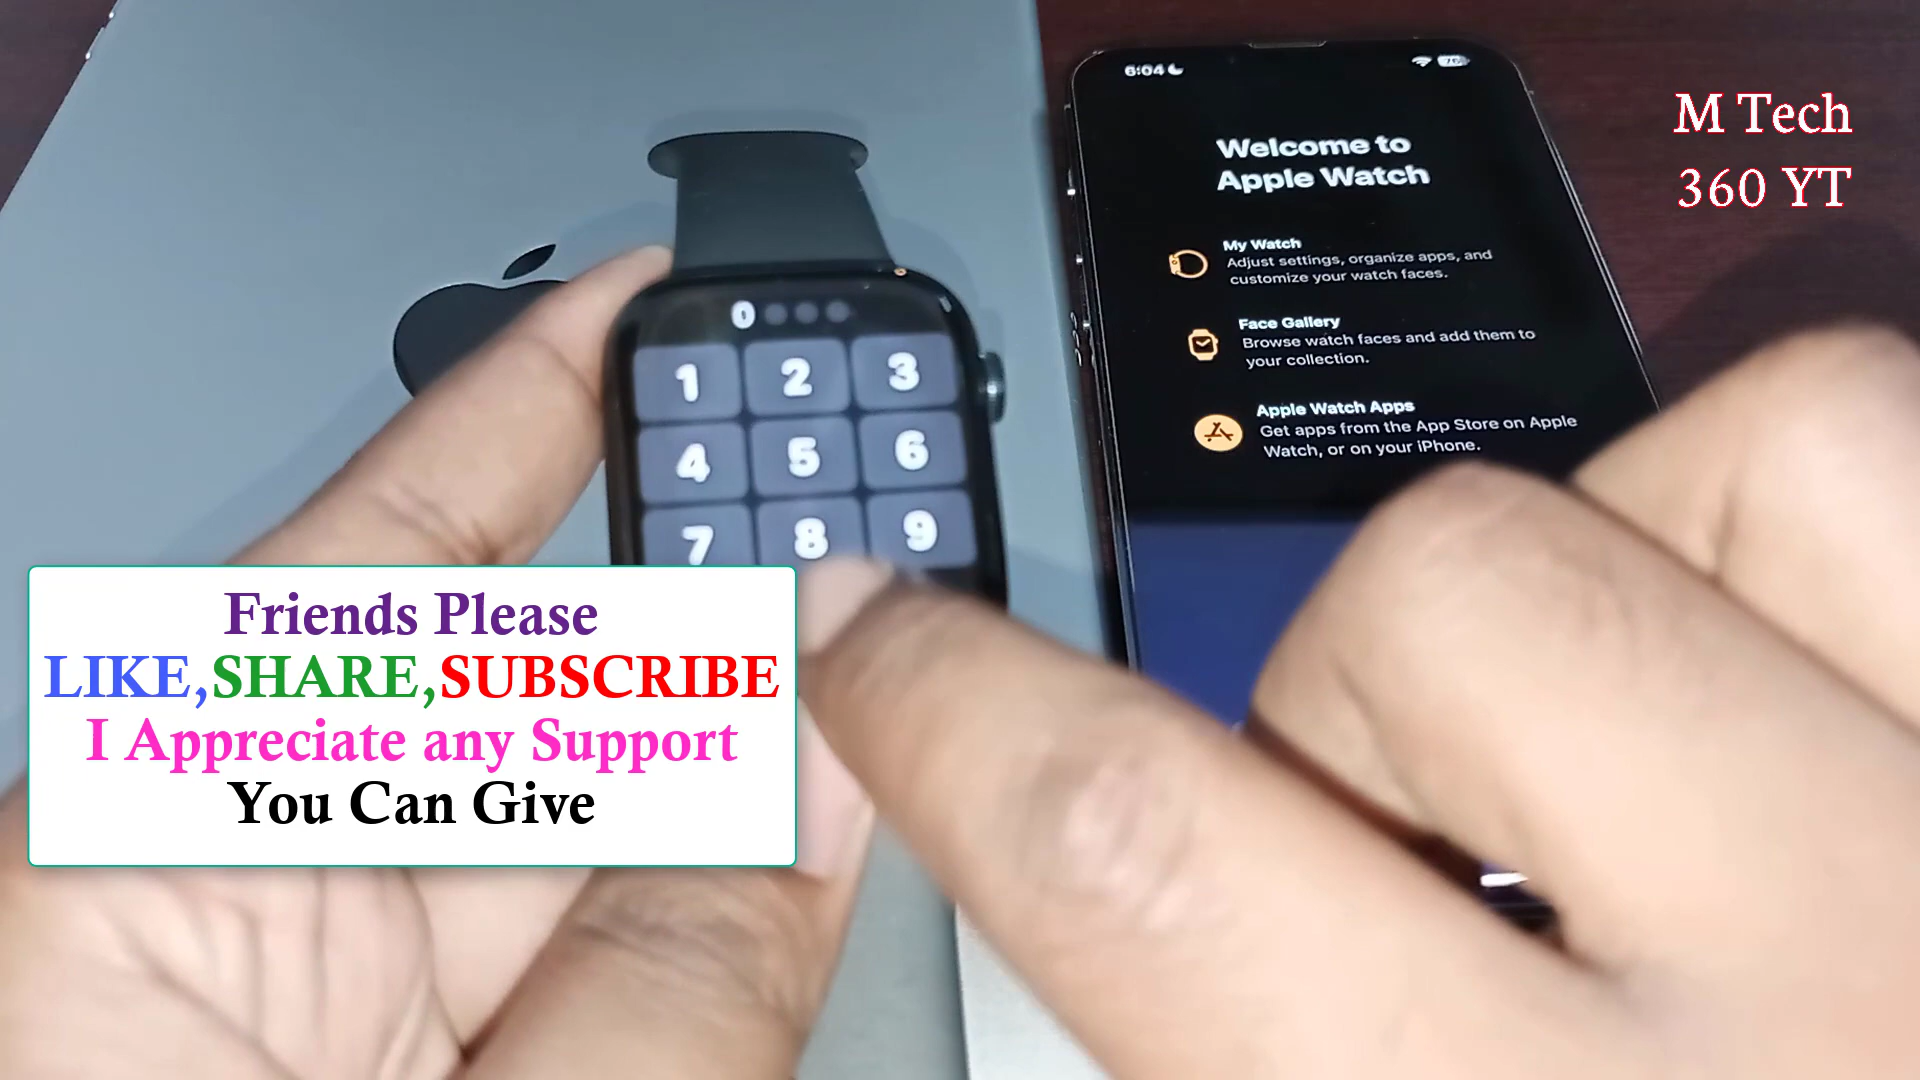 6:04
76
Welcome to
Apple Watch
My Watch
Adjust settings, organize apps, and
customize your watch faces.
Face Gallery
Browse watch faces and add them to
your collection.
Apple Watch Apps
Get apps from the App Store on Apple
Watch, or on your iPhone.
M Tech
360 YT
0
1 2 3
4 5 6
7 8 9
Friends Please
LIKE,SHARE,SUBSCRIBE
I Appreciate any Support
You Can Give